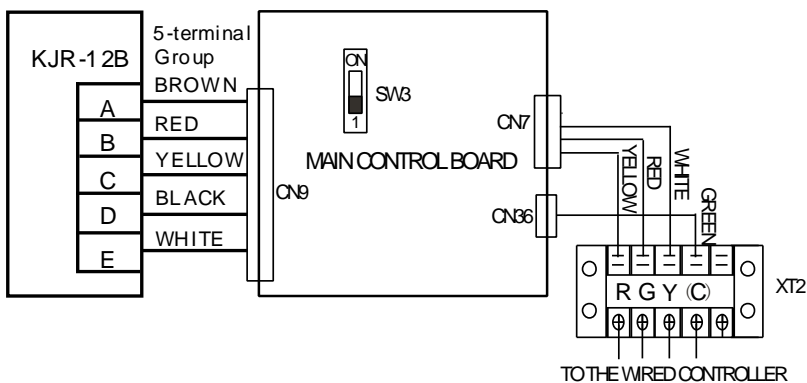 KJR-12B
5-terminal
Group
A
B
C
D
E
BROWN
RED
YELLOW
BLACK
WHITE
CN9
ON
1
SW3
MAIN CONTROL BOARD
CN7
CN36
YELLOW
RED
WHITE
GREEN
R G Y (C)
XT2
TO THE WIRED CONTROLLER